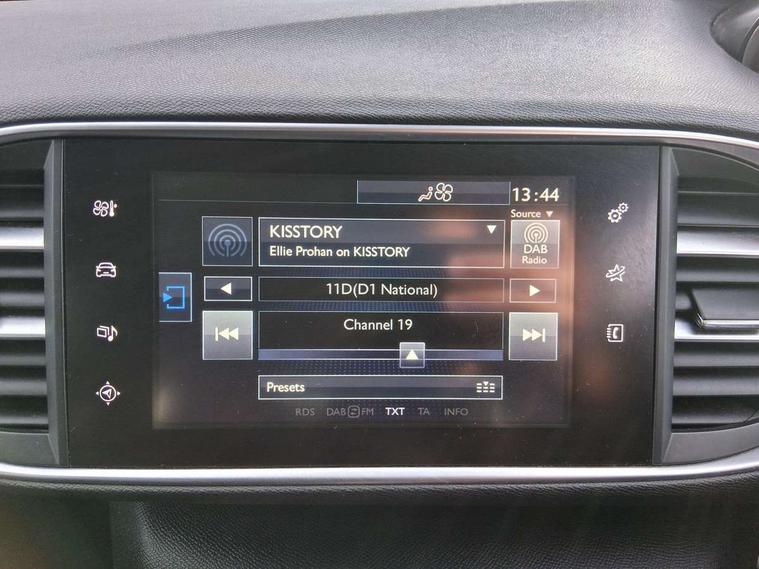 13:44
Source
KISSTORY
Ellie Prohan on KISSTORY
DAB
Radio
11D(D1 National)
Channel 19
Presets
RDS DAB FM TXT TA INFO